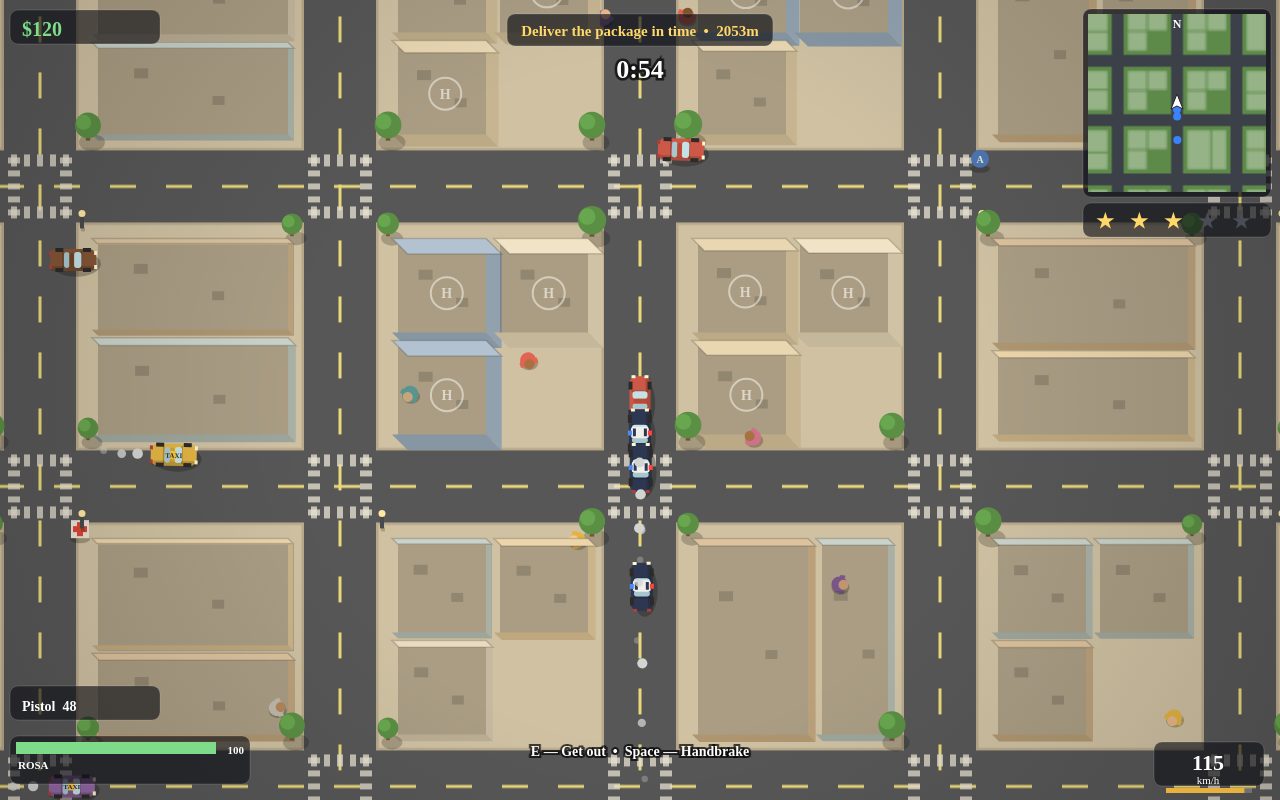 $120
Deliver the package in time • 2053m
0:54
N
H
H
H
A
H
H
H
H
H
H
TAXI
Pistol 48
100
ROSA
E — Get out • Space — Handbrake
TAXI
115
km/h